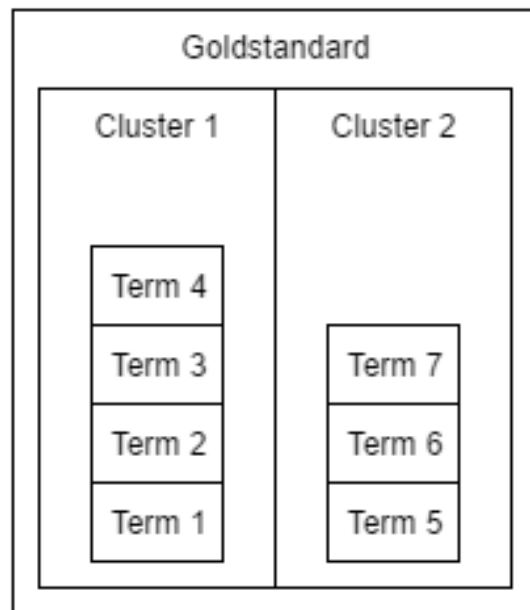 Goldstandard
Cluster 1
Term 4
Term 3
Term 2
Term 1
Cluster 2
Term 7
Term 6
Term 5